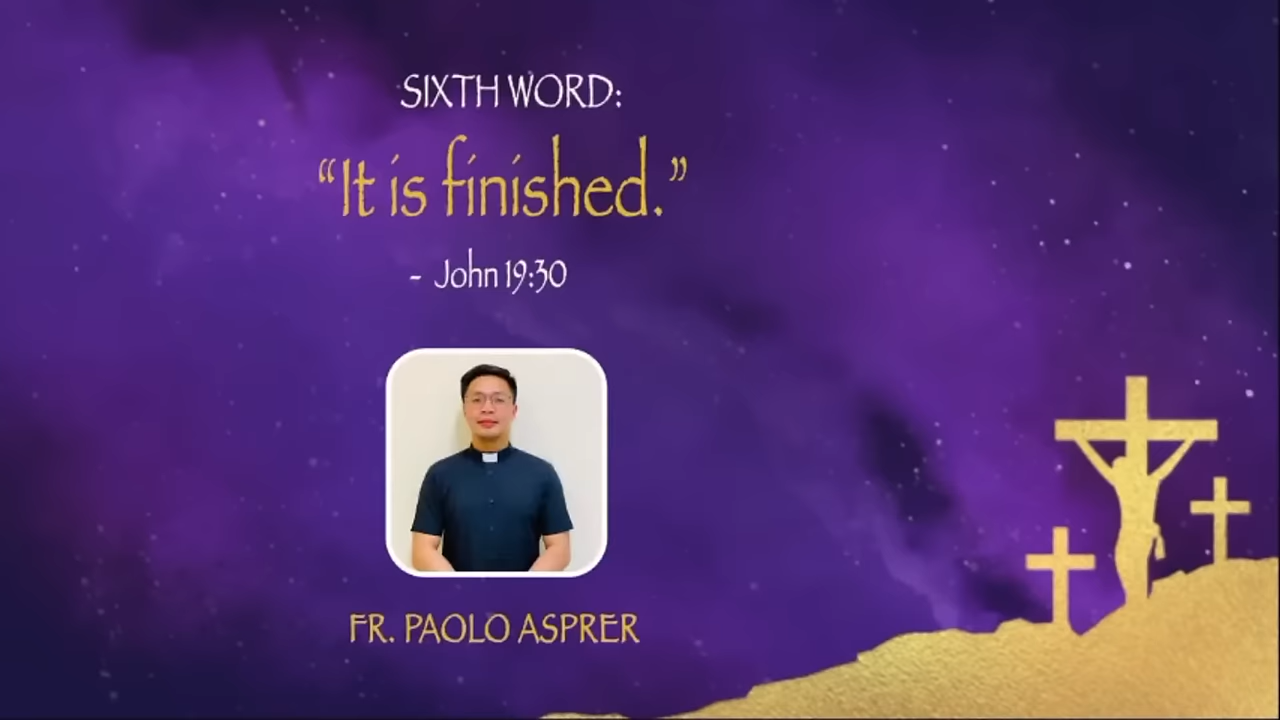 SIXTH WORD:
“It is finished.”
- John 19:30
FR. PAOLO ASPRER